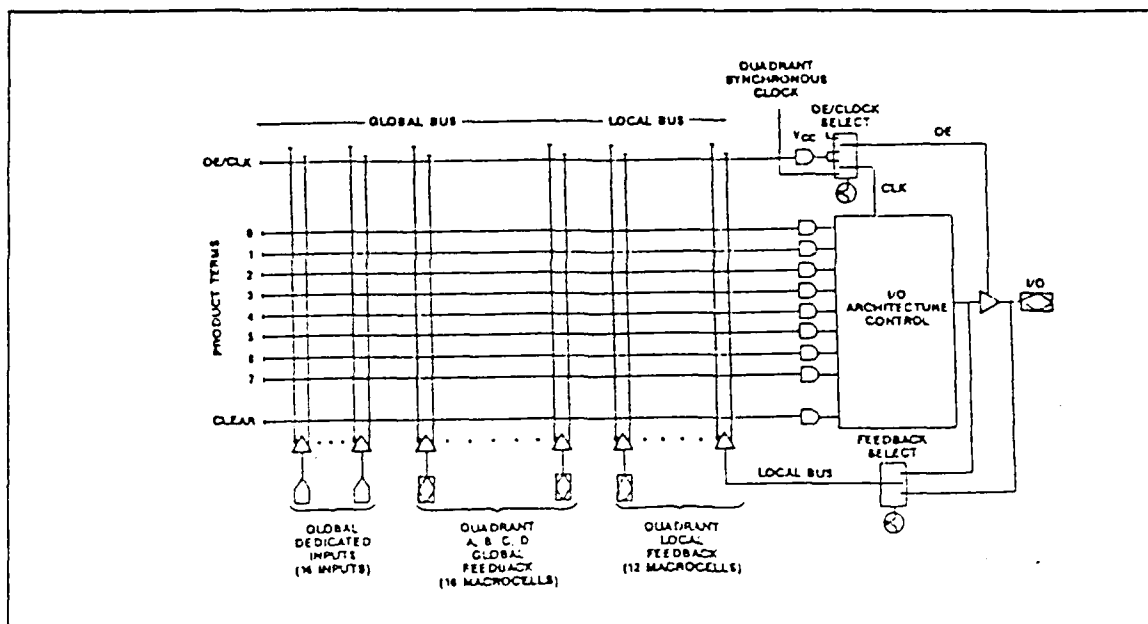 QUADRANT
SYNCHRONOUS
CLOCK
OE/CLOCK
SELECT
GLOBAL BUS
LOCAL BUS
OE
VCC
OE/CLK
CLK
PRODUCT TERMS
0
1
2
3
4
5
6
7
I/O
ARCHITECTURE
CONTROL
I/O
CLEAR
FEEDBACK
SELECT
LOCAL BUS
GLOBAL
DEDICATED
INPUTS
(16 INPUTS)
QUADRANT
A, B, C, D
GLOBAL
FEEDBACK
(16 MACROCELLS)
QUADRANT
LOCAL
FEEDBACK
(12 MACROCELLS)